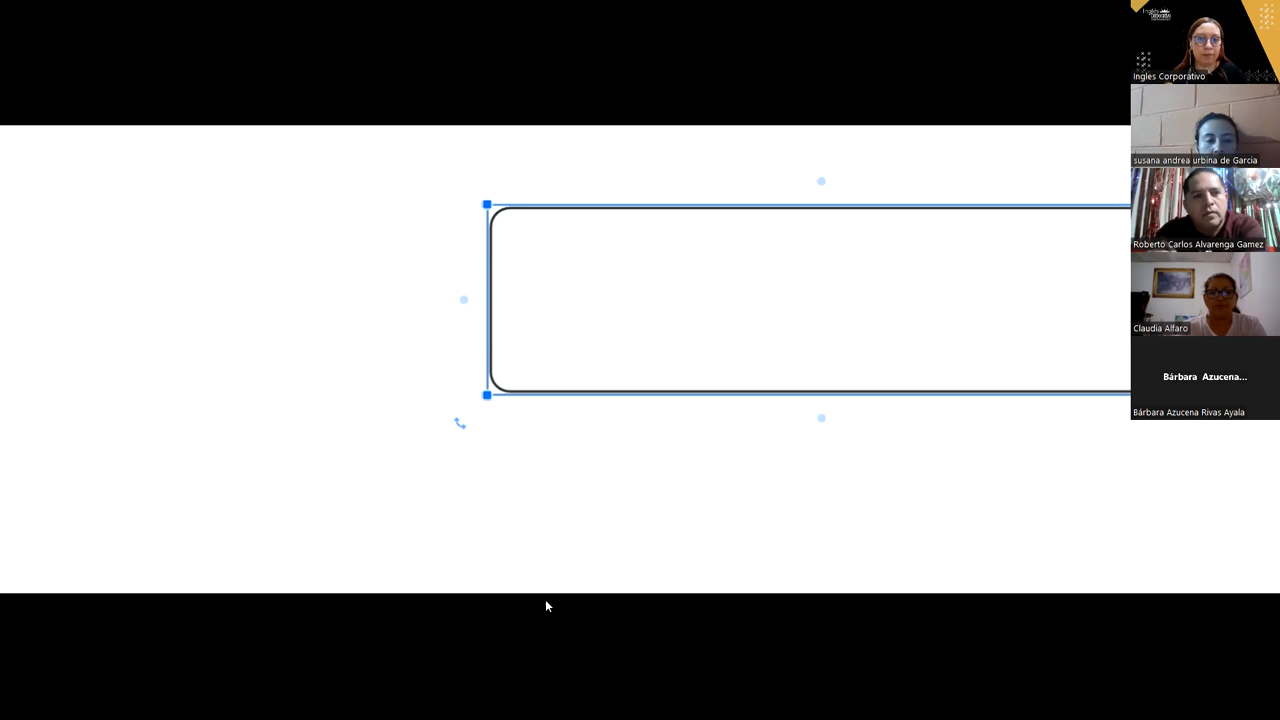 Ingles Corporativo
susana andrea urbina de Garcia
Roberto Carlos Alvarenga Gamez
Claudia Alfaro
Bárbara Azucena...
Bárbara Azucena Rivas Ayala